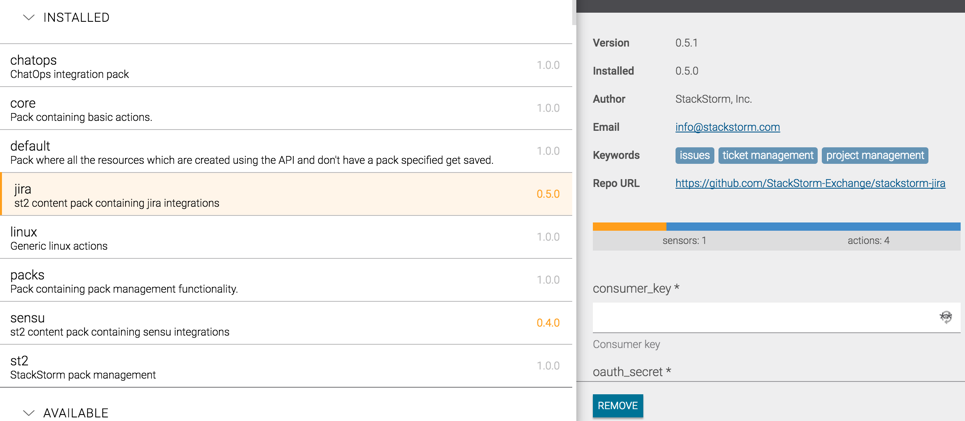 INSTALLED
chatops
ChatOps integration pack
1.0.0
core
Pack containing basic actions.
1.0.0
default
Pack where all the resources which are created using the API and don't have a pack specified get saved.
1.0.0
jira
st2 content pack containing jira integrations
0.5.0
linux
Generic linux actions
1.0.0
packs
Pack containing pack management functionality.
1.0.0
sensu
st2 content pack containing sensu integrations
0.4.0
st2
StackStorm pack management
1.0.0
AVAILABLE
Version 0.5.1
Installed 0.5.0
Author StackStorm, Inc.
Email info@stackstorm.com
Keywords issues ticket management project management
Repo URL https://github.com/StackStorm-Exchange/stackstorm-jira
sensors: 1 actions: 4
consumer_key *
Consumer key
oauth_secret *
REMOVE